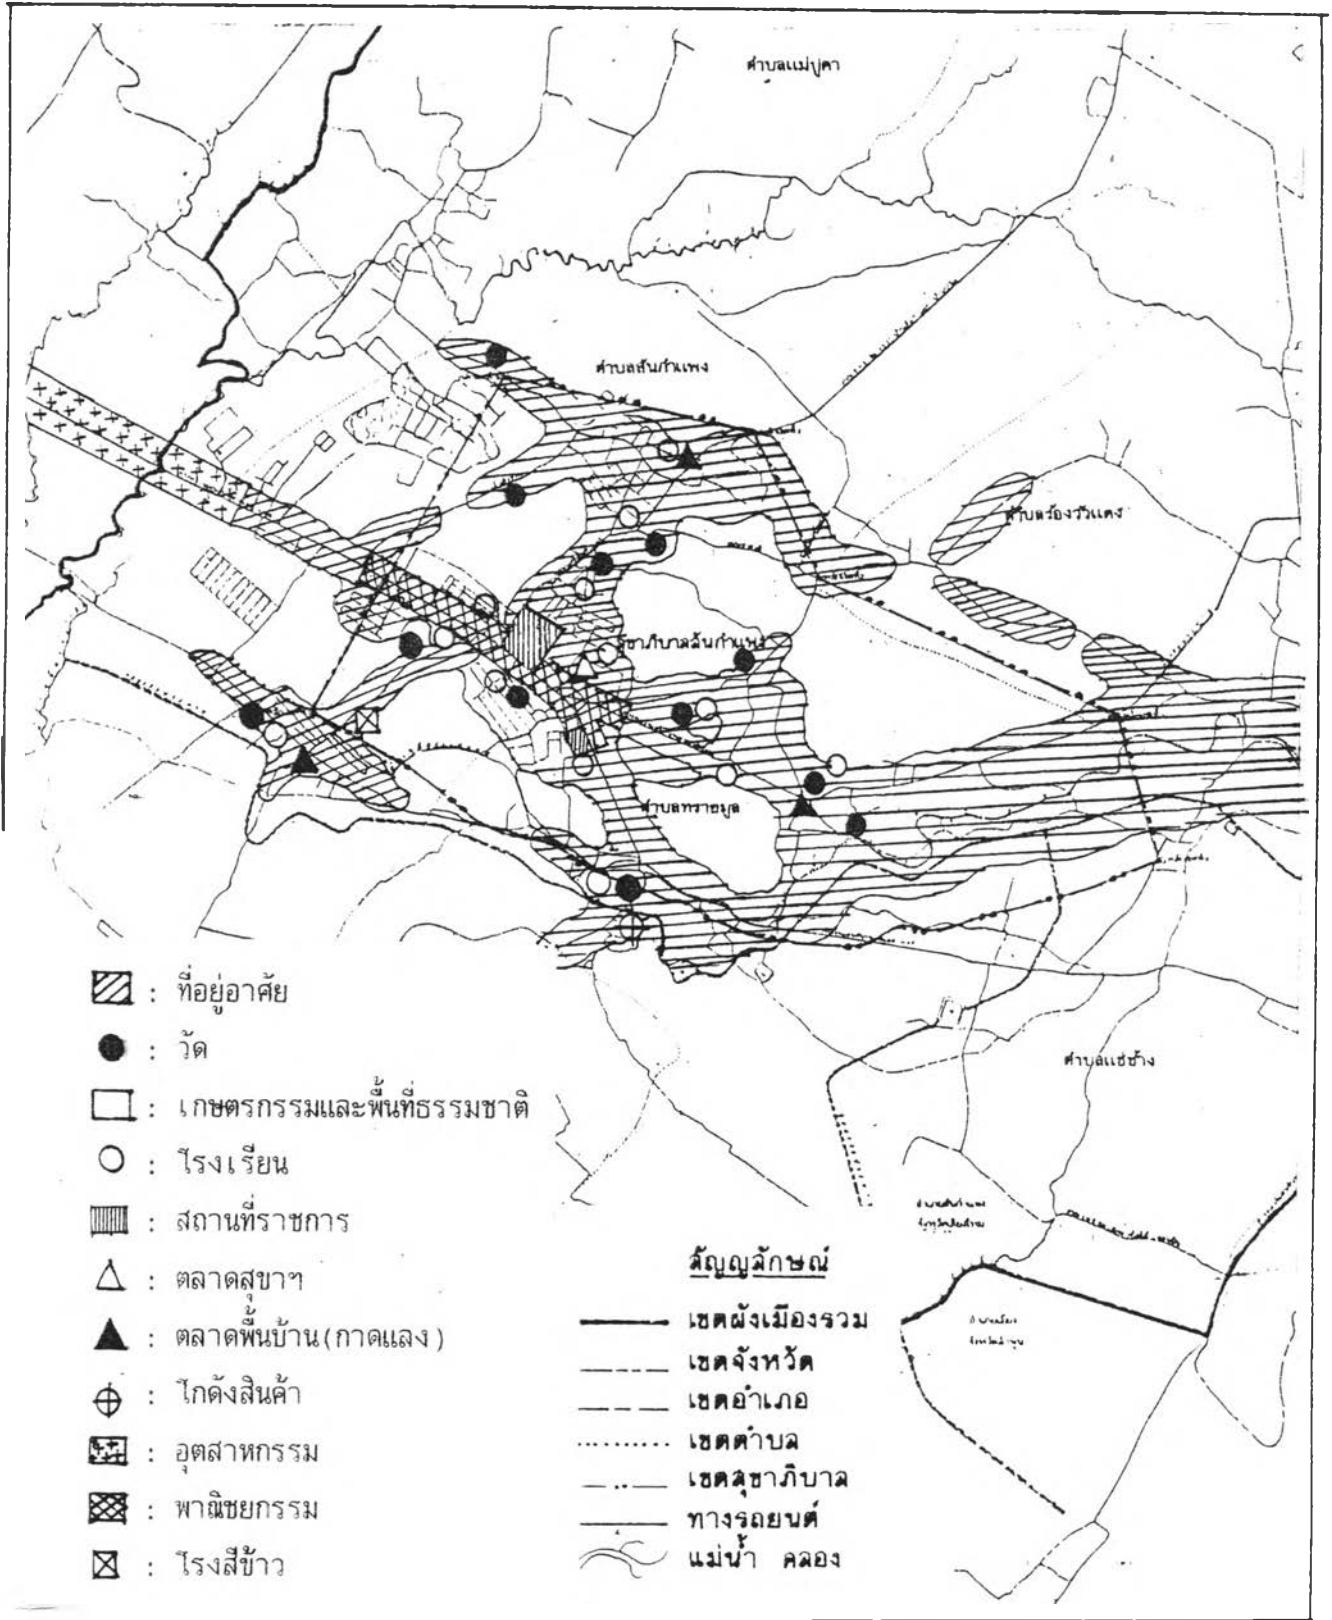 ตำบลแม่ปูคา
ตำบลสันกำแพง
ตำบลร้องวัวแดง
สุขาภิบาลสันกำแพง
ตำบลทรายมูล
ตำบลแช่ช้าง
: ที่อยู่อาศัย
: วัด
: เกษตรกรรมและพื้นที่ธรรมชาติ
: โรงเรียน
: สถานที่ราชการ
: ตลาดสุขาฯ
: ตลาดพื้นบ้าน(กาดแลง)
: โกดังสินค้า
: อุตสาหกรรม
: พาณิชยกรรม
: โรงสีข้าว
สัญญลักษณ์
เขตผังเมืองรวม
เขตจังหวัด
เขตอำเภอ
เขตตำบล
เขตสุขาภิบาล
ทางรถยนต์
แม่น้ำ คลอง